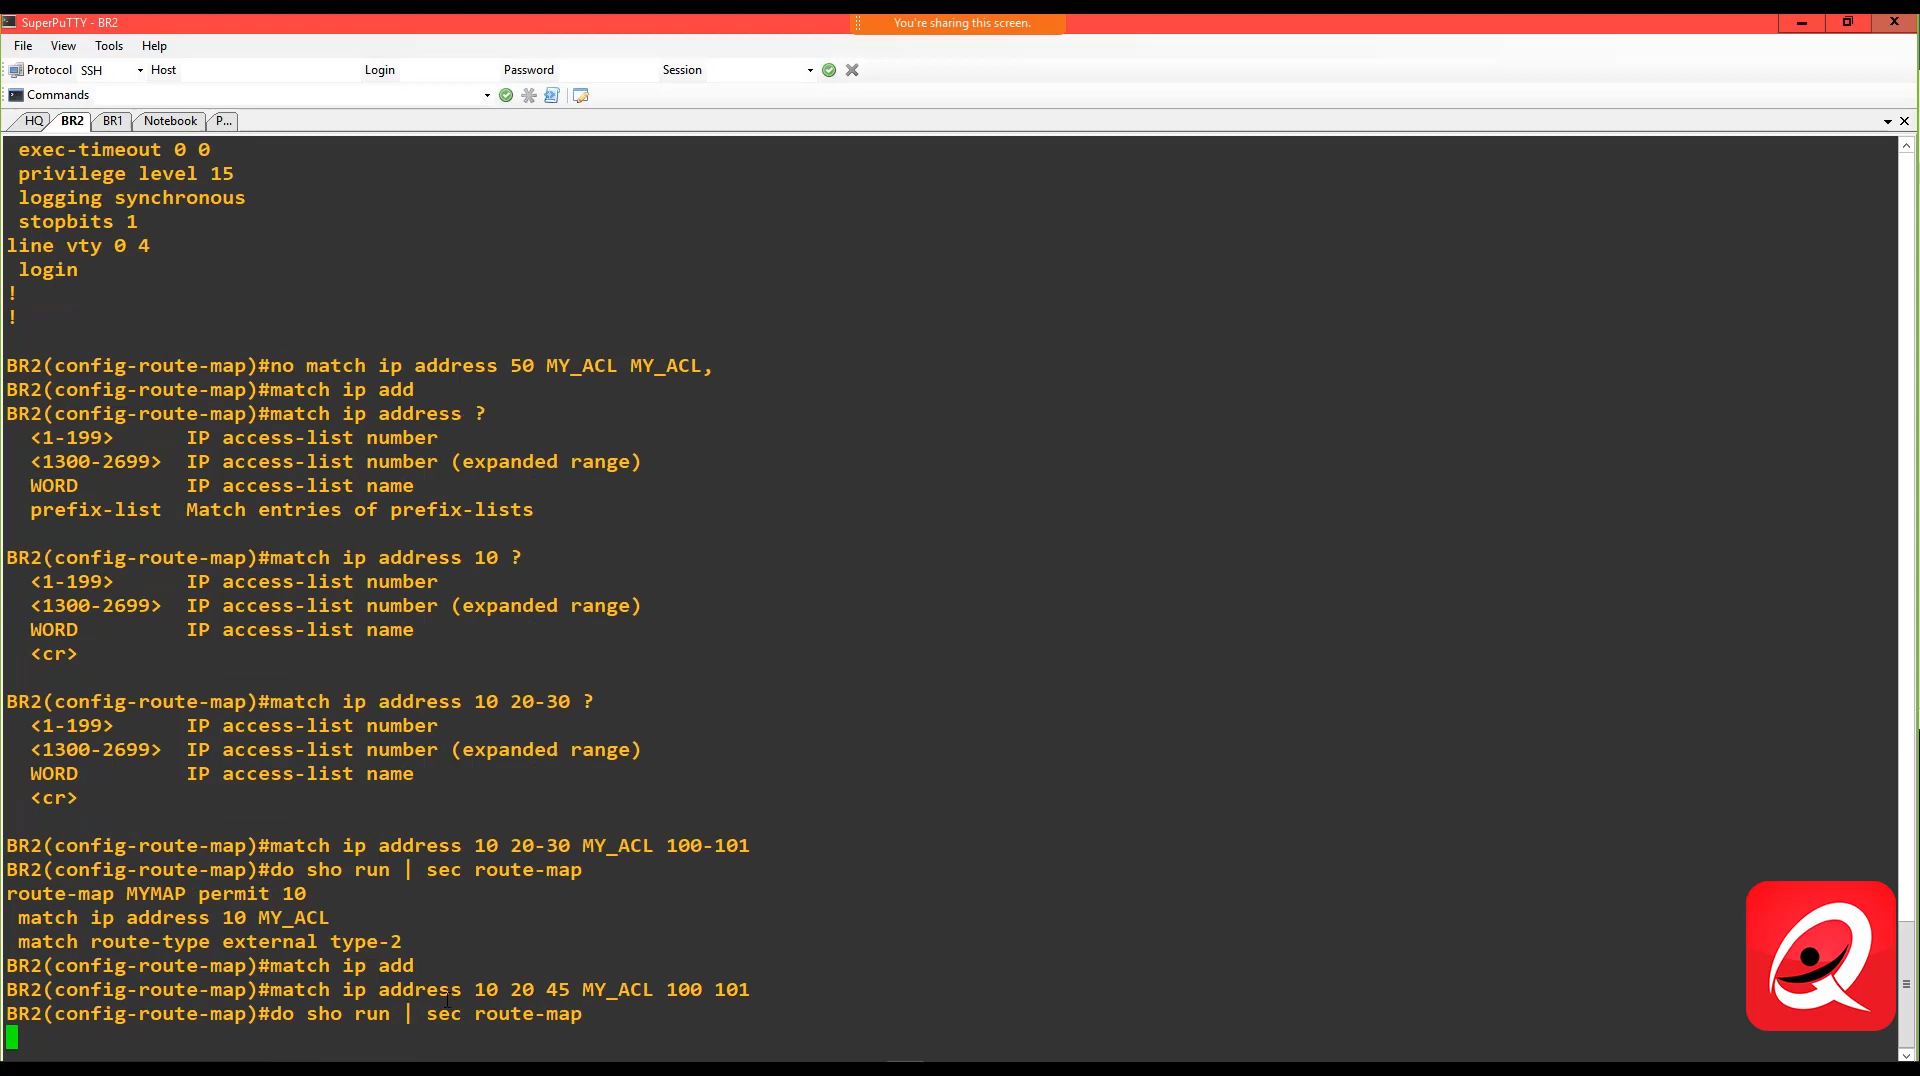 SuperPuTTY - BR2
You're sharing this screen.
File View Tools Help
Protocol SSH Host Login Password Session
Commands
HQ BR2 BR1 Notebook P...
exec-timeout 0 0
privilege level 15
logging synchronous
stopbits 1
line vty 0 4
login
!
!
BR2(config-route-map)#no match ip address 50 MY_ACL MY_ACL,
BR2(config-route-map)#match ip add
BR2(config-route-map)#match ip address ?
<1-199> IP access-list number
<1300-2699> IP access-list number (expanded range)
WORD IP access-list name
prefix-list Match entries of prefix-lists
BR2(config-route-map)#match ip address 10 ?
<1-199> IP access-list number
<1300-2699> IP access-list number (expanded range)
WORD IP access-list name
<cr>
BR2(config-route-map)#match ip address 10 20-30 ?
<1-199> IP access-list number
<1300-2699> IP access-list number (expanded range)
WORD IP access-list name
<cr>
BR2(config-route-map)#match ip address 10 20-30 MY_ACL 100-101
BR2(config-route-map)#do sho run | sec route-map
route-map MYMAP permit 10
match ip address 10 MY_ACL
match route-type external type-2
BR2(config-route-map)#match ip add
BR2(config-route-map)#match ip address 10 20 45 MY_ACL 100 101
BR2(config-route-map)#do sho run | sec route-map